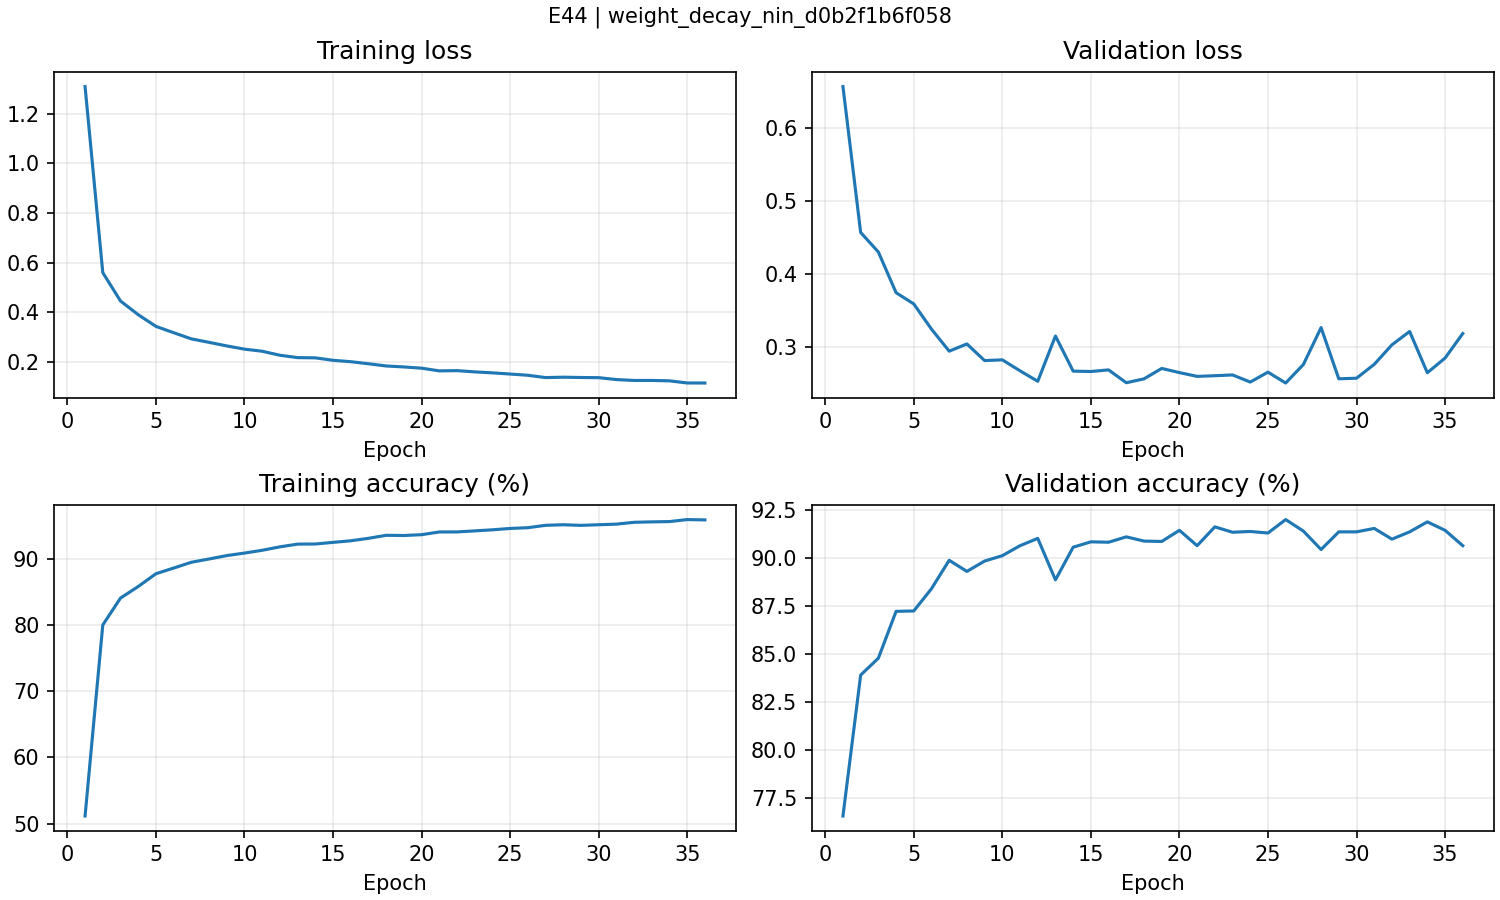 E44 | weight_decay_nin_d0b2f1b6f058
Training loss
1.2
1.0
0.8
0.6
0.4
0.2
0 5 10 15 20 25 30 35
Epoch
Validation loss
0.6
0.5
0.4
0.3
0 5 10 15 20 25 30 35
Epoch
Training accuracy (%)
90
80
70
60
50
0 5 10 15 20 25 30 35
Epoch
Validation accuracy (%)
92.5
90.0
87.5
85.0
82.5
80.0
77.5
0 5 10 15 20 25 30 35
Epoch